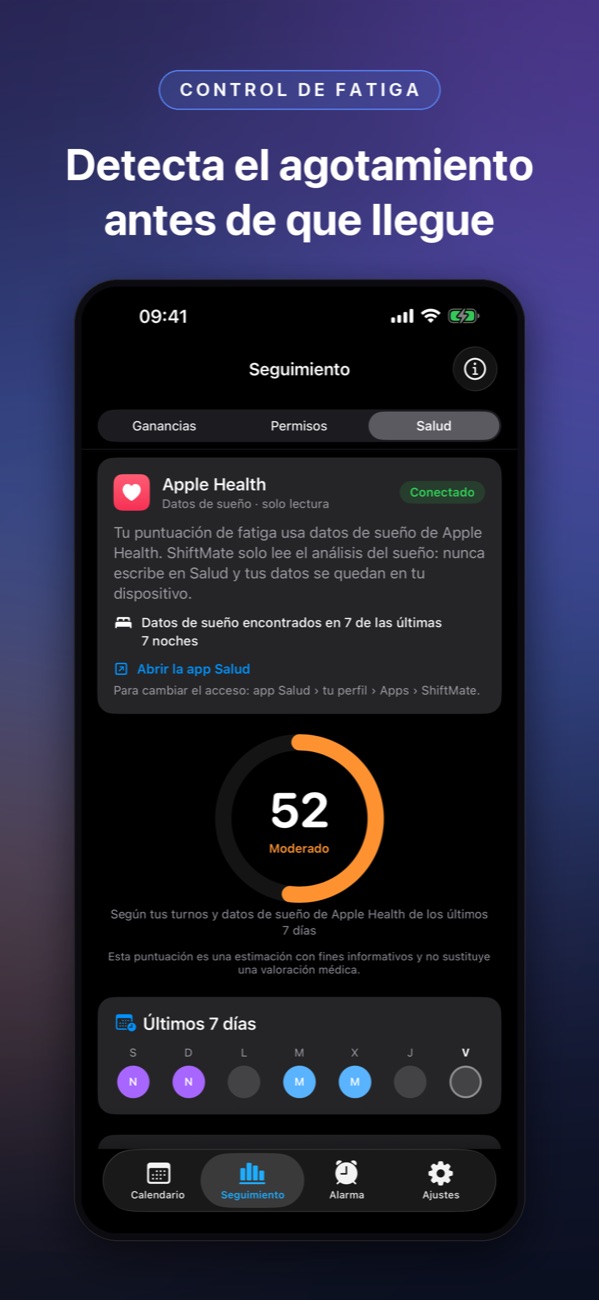 CONTROL DE FATIGA
Detecta el agotamiento
antes de que llegue
09:41
Seguimiento
Ganancias Permisos Salud
Apple Health
Datos de sueño · solo lectura
Conectado
Tu puntuación de fatiga usa datos de sueño de Apple
Health. ShiftMate solo lee el análisis del sueño: nunca
escribe en Salud y tus datos se quedan en tu
dispositivo.
Datos de sueño encontrados en 7 de las últimas
7 noches
Abrir la app Salud
Para cambiar el acceso: app Salud › tu perfil › Apps › ShiftMate.
52
Moderado
Según tus turnos y datos de sueño de Apple Health de los últimos
7 días
Esta puntuación es una estimación con fines informativos y no sustituye
una valoración médica.
Últimos 7 días
S D L M X J V
N N M M
Calendario Seguimiento Alarma Ajustes